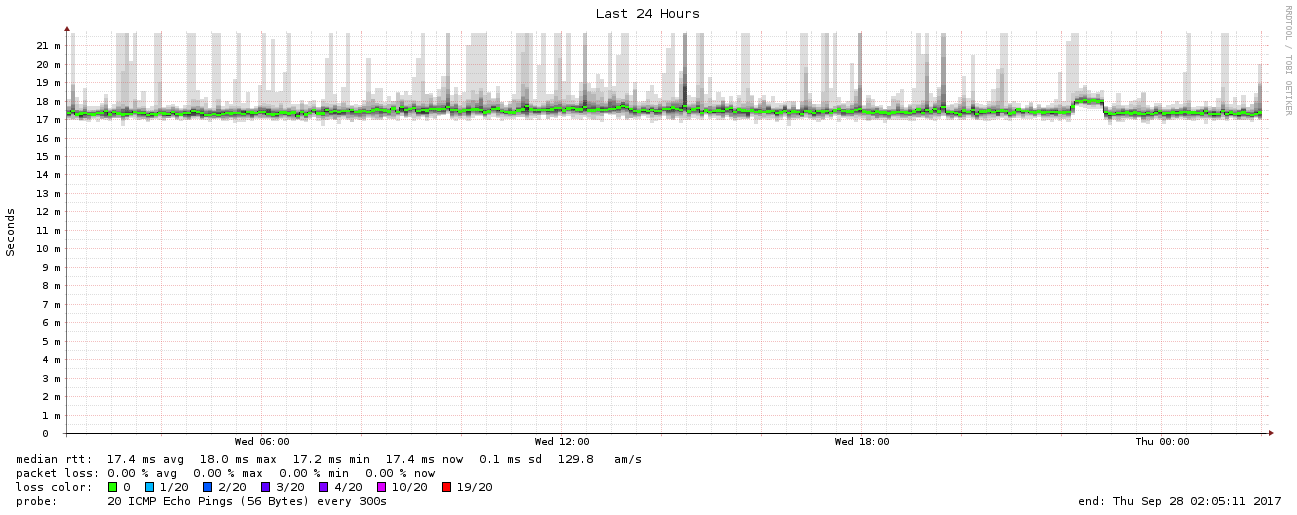 Last 24 Hours
RRDTOOL / TOBI OETIKER
Seconds
21 m
20 m
19 m
18 m
17 m
16 m
15 m
14 m
13 m
12 m
11 m
10 m
9 m
8 m
7 m
6 m
5 m
4 m
3 m
2 m
1 m
0
Wed 06:00 Wed 12:00 Wed 18:00 Thu 00:00
median rtt: 17.4 ms avg 18.0 ms max 17.2 ms min 17.4 ms now 0.1 ms sd 129.8 am/s
packet loss: 0.00 % avg 0.00 % max 0.00 % min 0.00 % now
loss color: 0 1/20 2/20 3/20 4/20 10/20 19/20
probe: 20 ICMP Echo Pings (56 Bytes) every 300s end: Thu Sep 28 02:05:11 2017